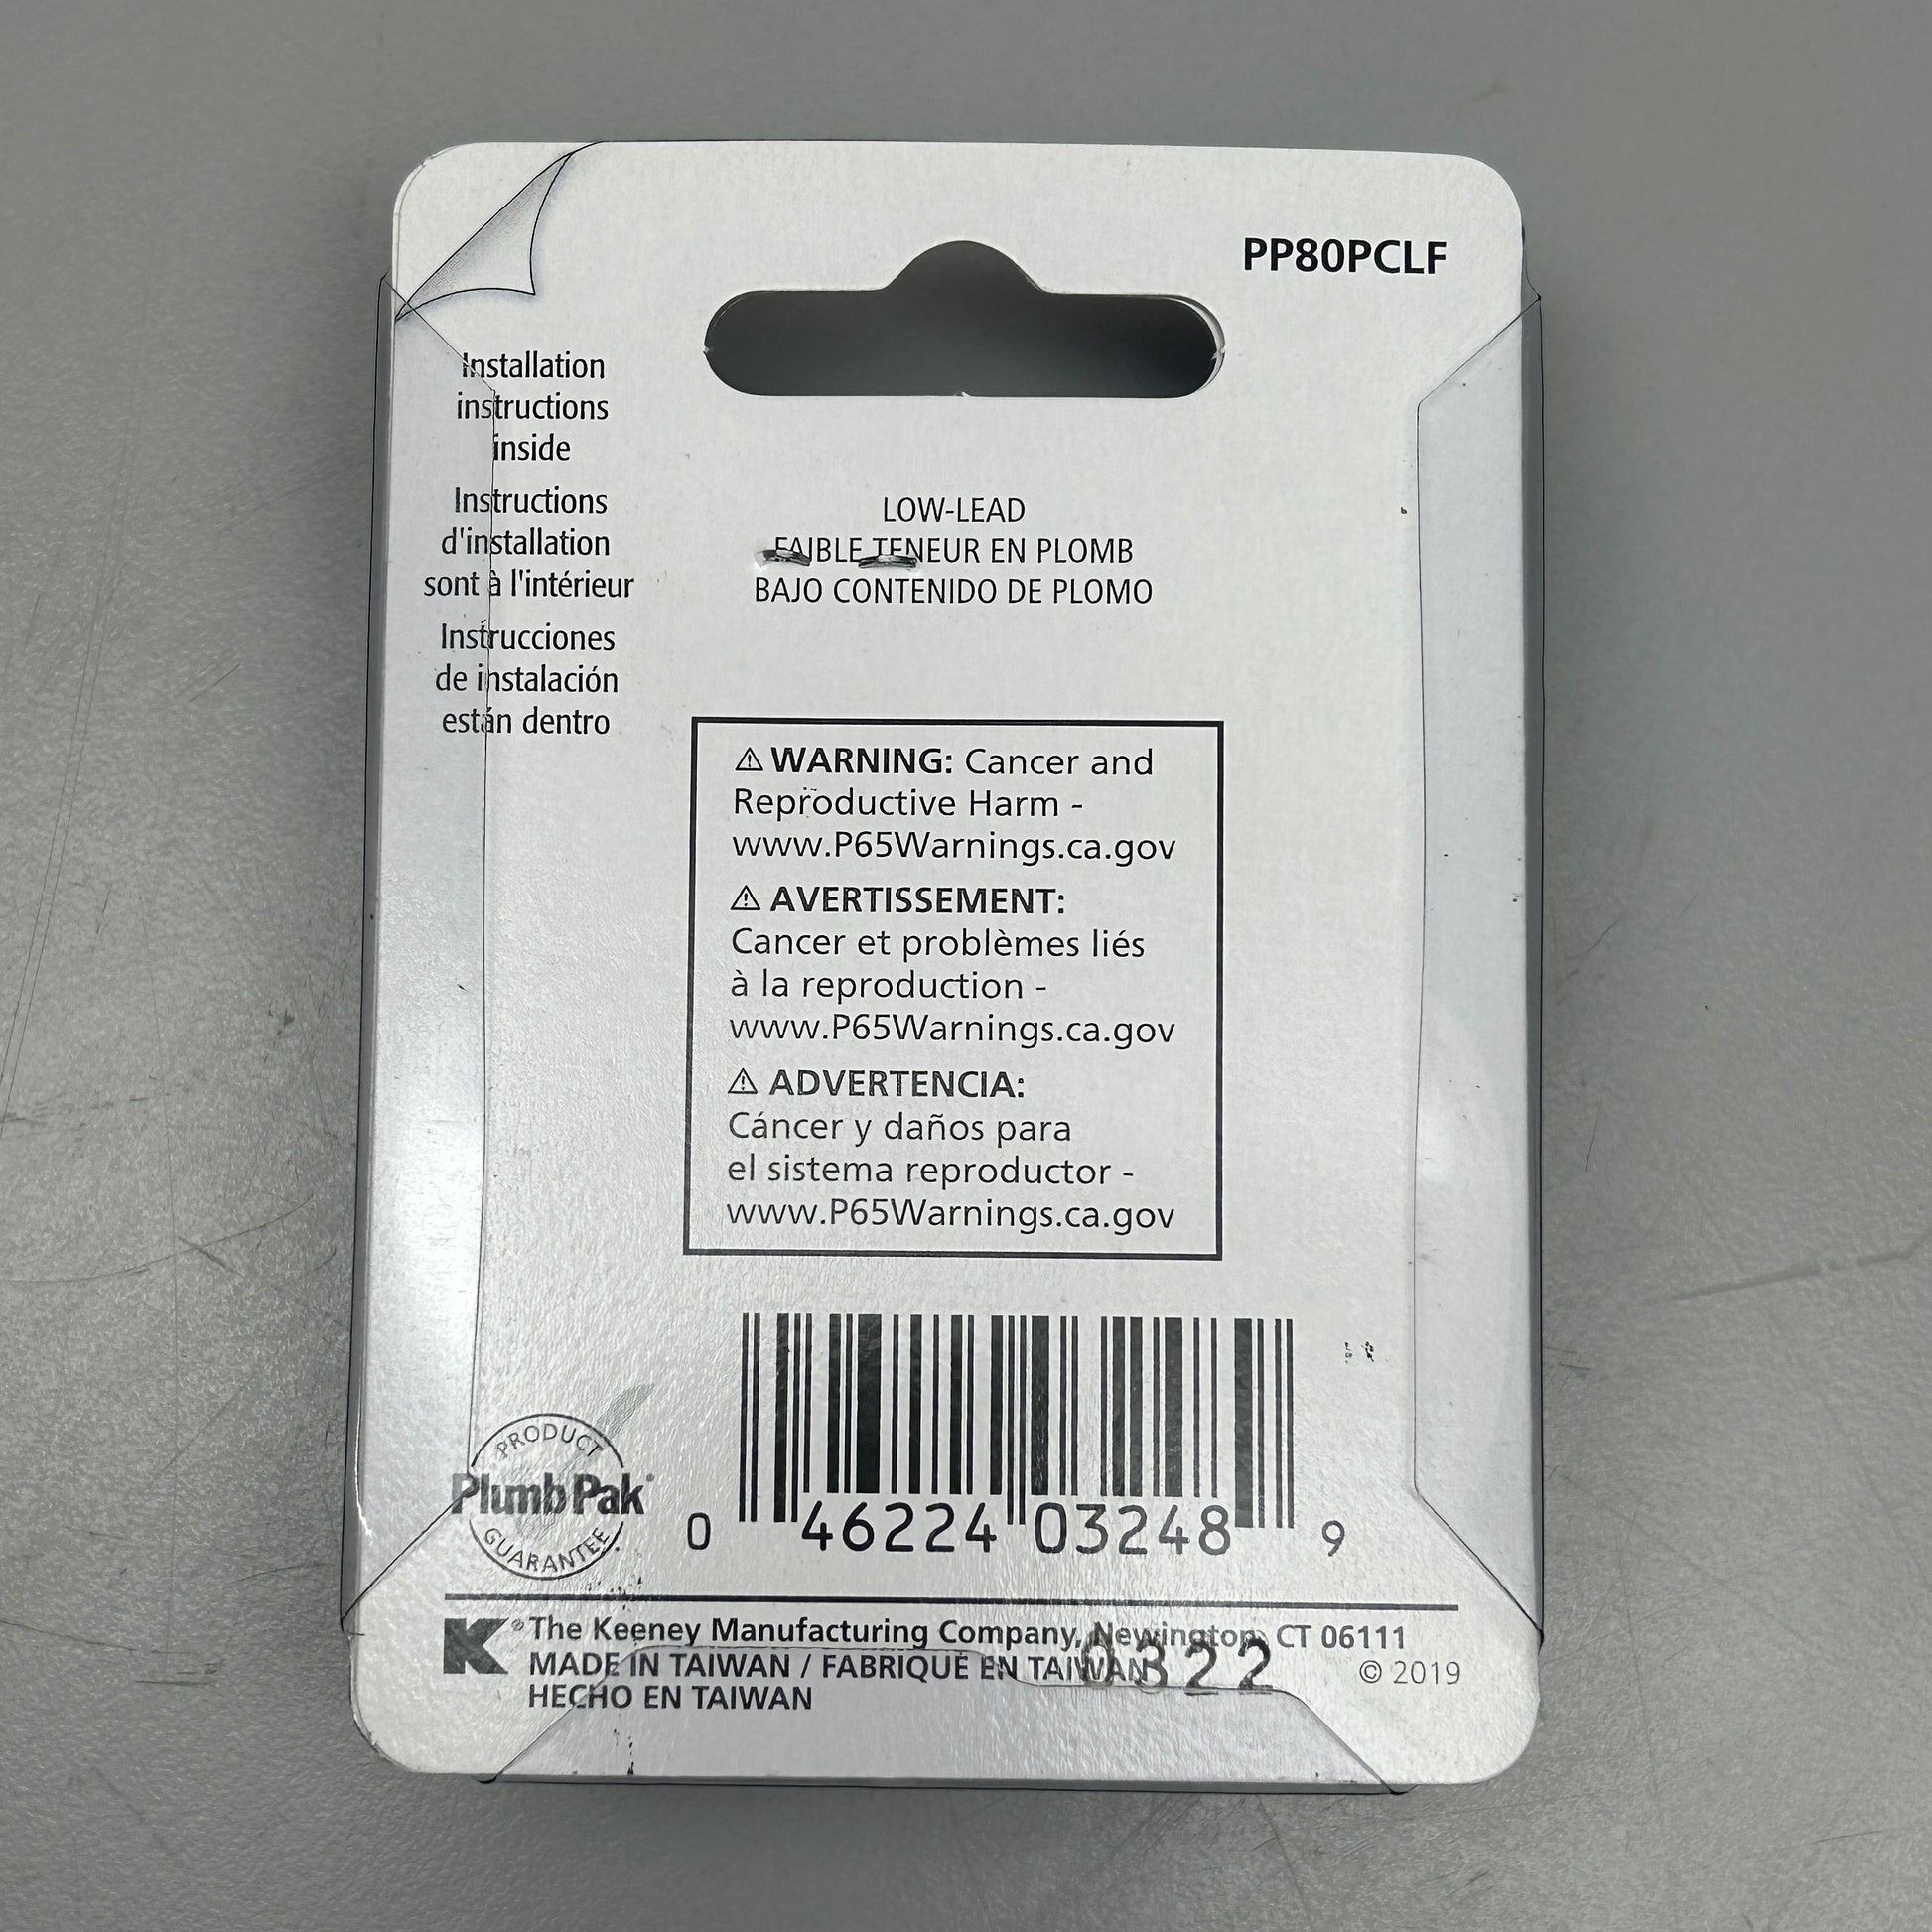 PP80PCLF
Installation
instructions
inside
Instructions
d'installation
sont à l'intérieur
Instrucciones
de instalación
están dentro
LOW-LEAD
FAIBLE TENEUR EN PLOMB
BAJO CONTENIDO DE PLOMO
⚠ WARNING: Cancer and
Reproductive Harm -
www.P65Warnings.ca.gov
⚠ AVERTISSEMENT:
Cancer et problèmes liés
à la reproduction -
www.P65Warnings.ca.gov
⚠ ADVERTENCIA:
Cáncer y daños para
el sistema reproductor -
www.P65Warnings.ca.gov
PRODUCT
PlumbPak®
GUARANTEE
0 46224 03248 9
K® The Keeney Manufacturing Company, Newington, CT 06111
MADE IN TAIWAN / FABRIQUÉ EN TAIWAN
0322
© 2019
HECHO EN TAIWAN